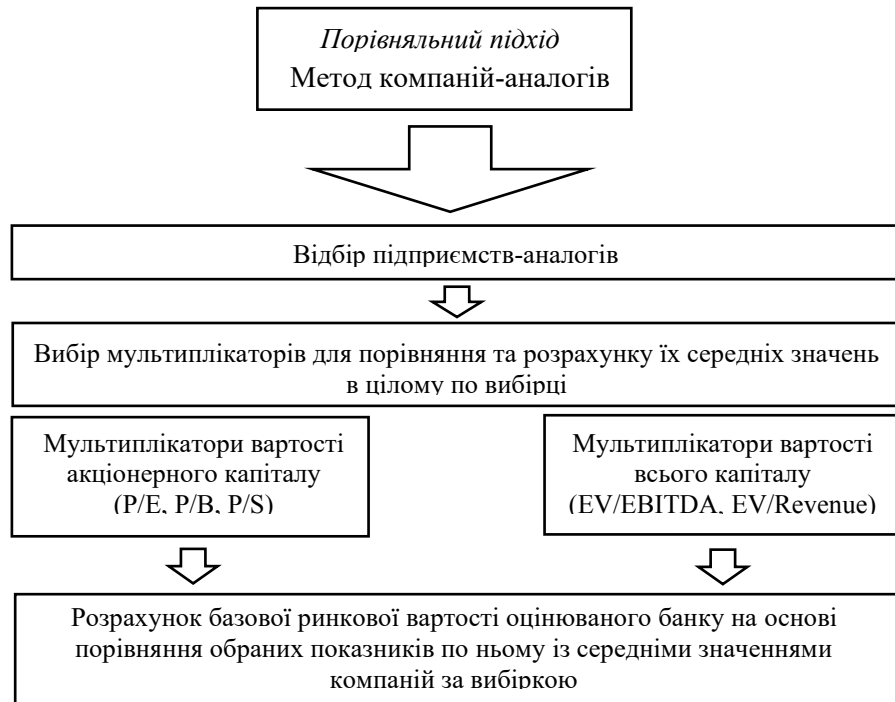 Порівняльний підхід
Метод компаній-аналогів
Відбір підприємств-аналогів
Вибір мультиплікаторів для порівняння та розрахунку їх середніх значень
в цілому по вибірці
Мультиплікатори вартості
акціонерного капіталу
(P/E, P/B, P/S)
Мультиплікатори вартості
всього капіталу
(EV/EBITDA, EV/Revenue)
Розрахунок базової ринкової вартості оцінюваного банку на основі
порівняння обраних показників по ньому із середніми значеннями
компаній за вибіркою